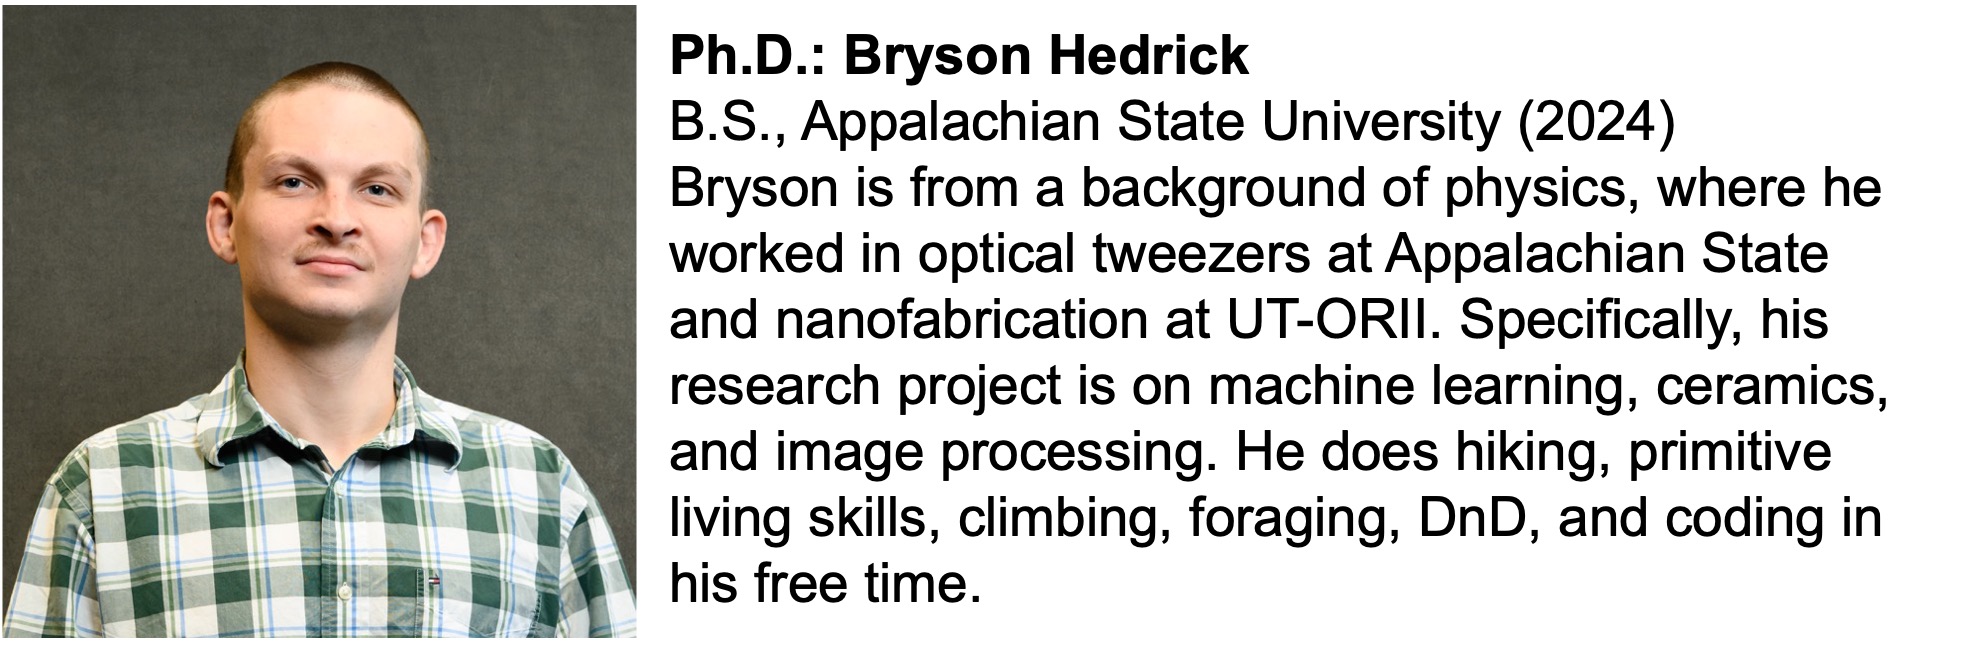 Ph.D.: Bryson Hedrick
B.S., Appalachian State University (2024)
Bryson is from a background of physics, where he
worked in optical tweezers at Appalachian State
and nanofabrication at UT-ORII. Specifically, his
research project is on machine learning, ceramics,
and image processing. He does hiking, primitive
living skills, climbing, foraging, DnD, and coding in
his free time.